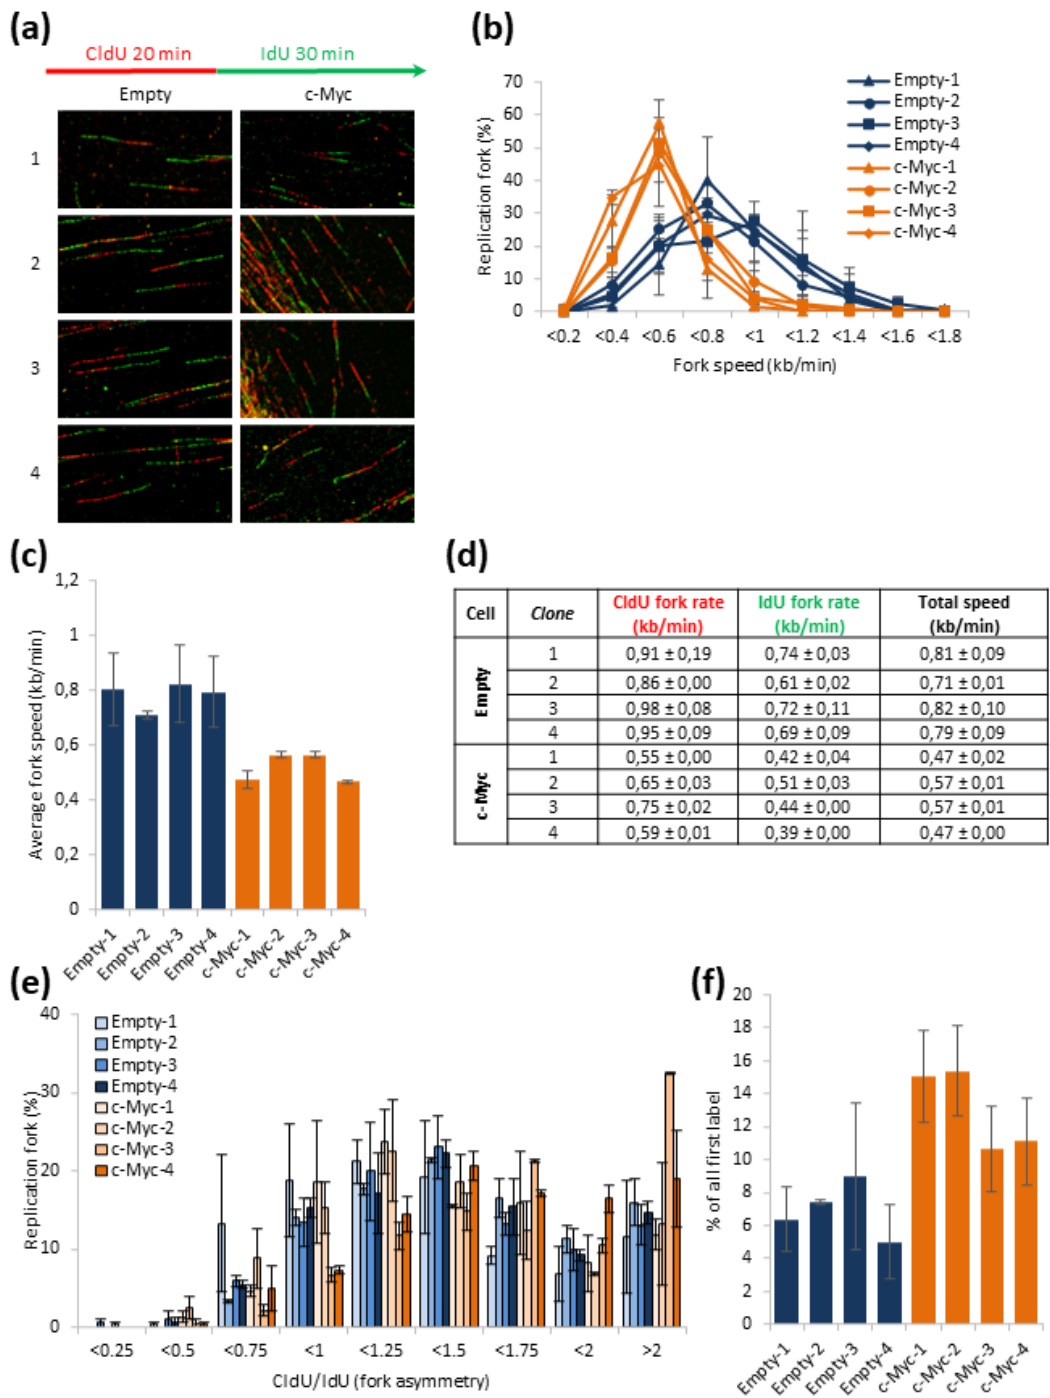 (a)
CldU 20 min IdU 30 min
Empty c-Myc
1
2
3
4
(b)
Replication fork (%)
70
60
50
40
30
20
10
0
<0.2 <0.4 <0.6 <0.8 <1 <1.2 <1.4 <1.6 <1.8
Fork speed (kb/min)
Empty-1
Empty-2
Empty-3
Empty-4
c-Myc-1
c-Myc-2
c-Myc-3
c-Myc-4
(c)
Average fork speed (kb/min)
1,2
1
0,8
0,6
0,4
0,2
0
Empty-1 Empty-2 Empty-3 Empty-4 c-Myc-1 c-Myc-2 c-Myc-3 c-Myc-4
(d)
Cell Clone CldU fork rate (kb/min) IdU fork rate (kb/min) Total speed (kb/min)
Empty
1 0,91 ± 0,19 0,74 ± 0,03 0,81 ± 0,09
2 0,86 ± 0,00 0,61 ± 0,02 0,71 ± 0,01
3 0,98 ± 0,08 0,72 ± 0,11 0,82 ± 0,10
4 0,95 ± 0,09 0,69 ± 0,09 0,79 ± 0,09
c-Myc
1 0,55 ± 0,00 0,42 ± 0,04 0,47 ± 0,02
2 0,65 ± 0,03 0,51 ± 0,03 0,57 ± 0,01
3 0,75 ± 0,02 0,44 ± 0,00 0,57 ± 0,01
4 0,59 ± 0,01 0,39 ± 0,00 0,47 ± 0,00
(e)
Replication fork (%)
40
30
20
10
0
Empty-1
Empty-2
Empty-3
Empty-4
c-Myc-1
c-Myc-2
c-Myc-3
c-Myc-4
<0.25 <0.5 <0.75 <1 <1.25 <1.5 <1.75 <2 >2
CldU/IdU (fork asymmetry)
(f)
% of all first label
20
18
16
14
12
10
8
6
4
2
0
Empty-1 Empty-2 Empty-3 Empty-4 c-Myc-1 c-Myc-2 c-Myc-3 c-Myc-4